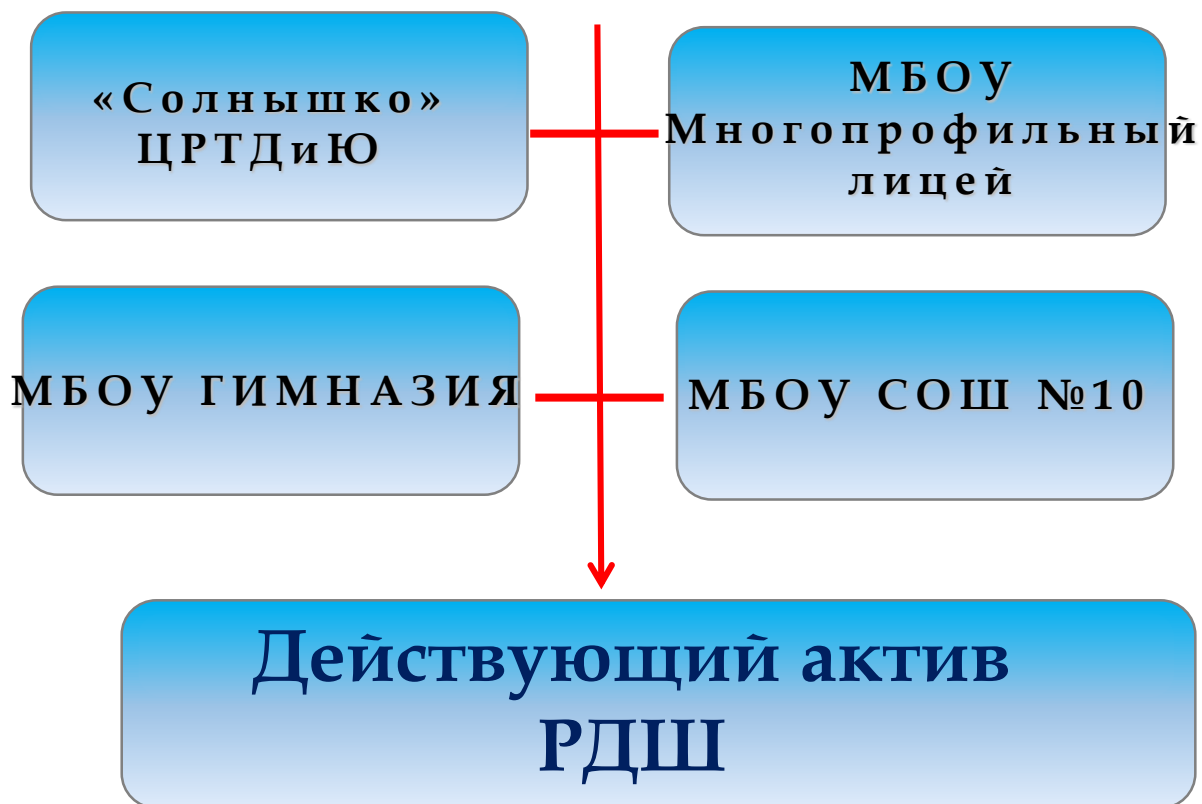 «Солнышко»
ЦРТДиЮ
МБОУ
Многопрофильный
лицей
МБОУ ГИМНАЗИЯ
МБОУ СОШ №10
Действующий актив
РДШ